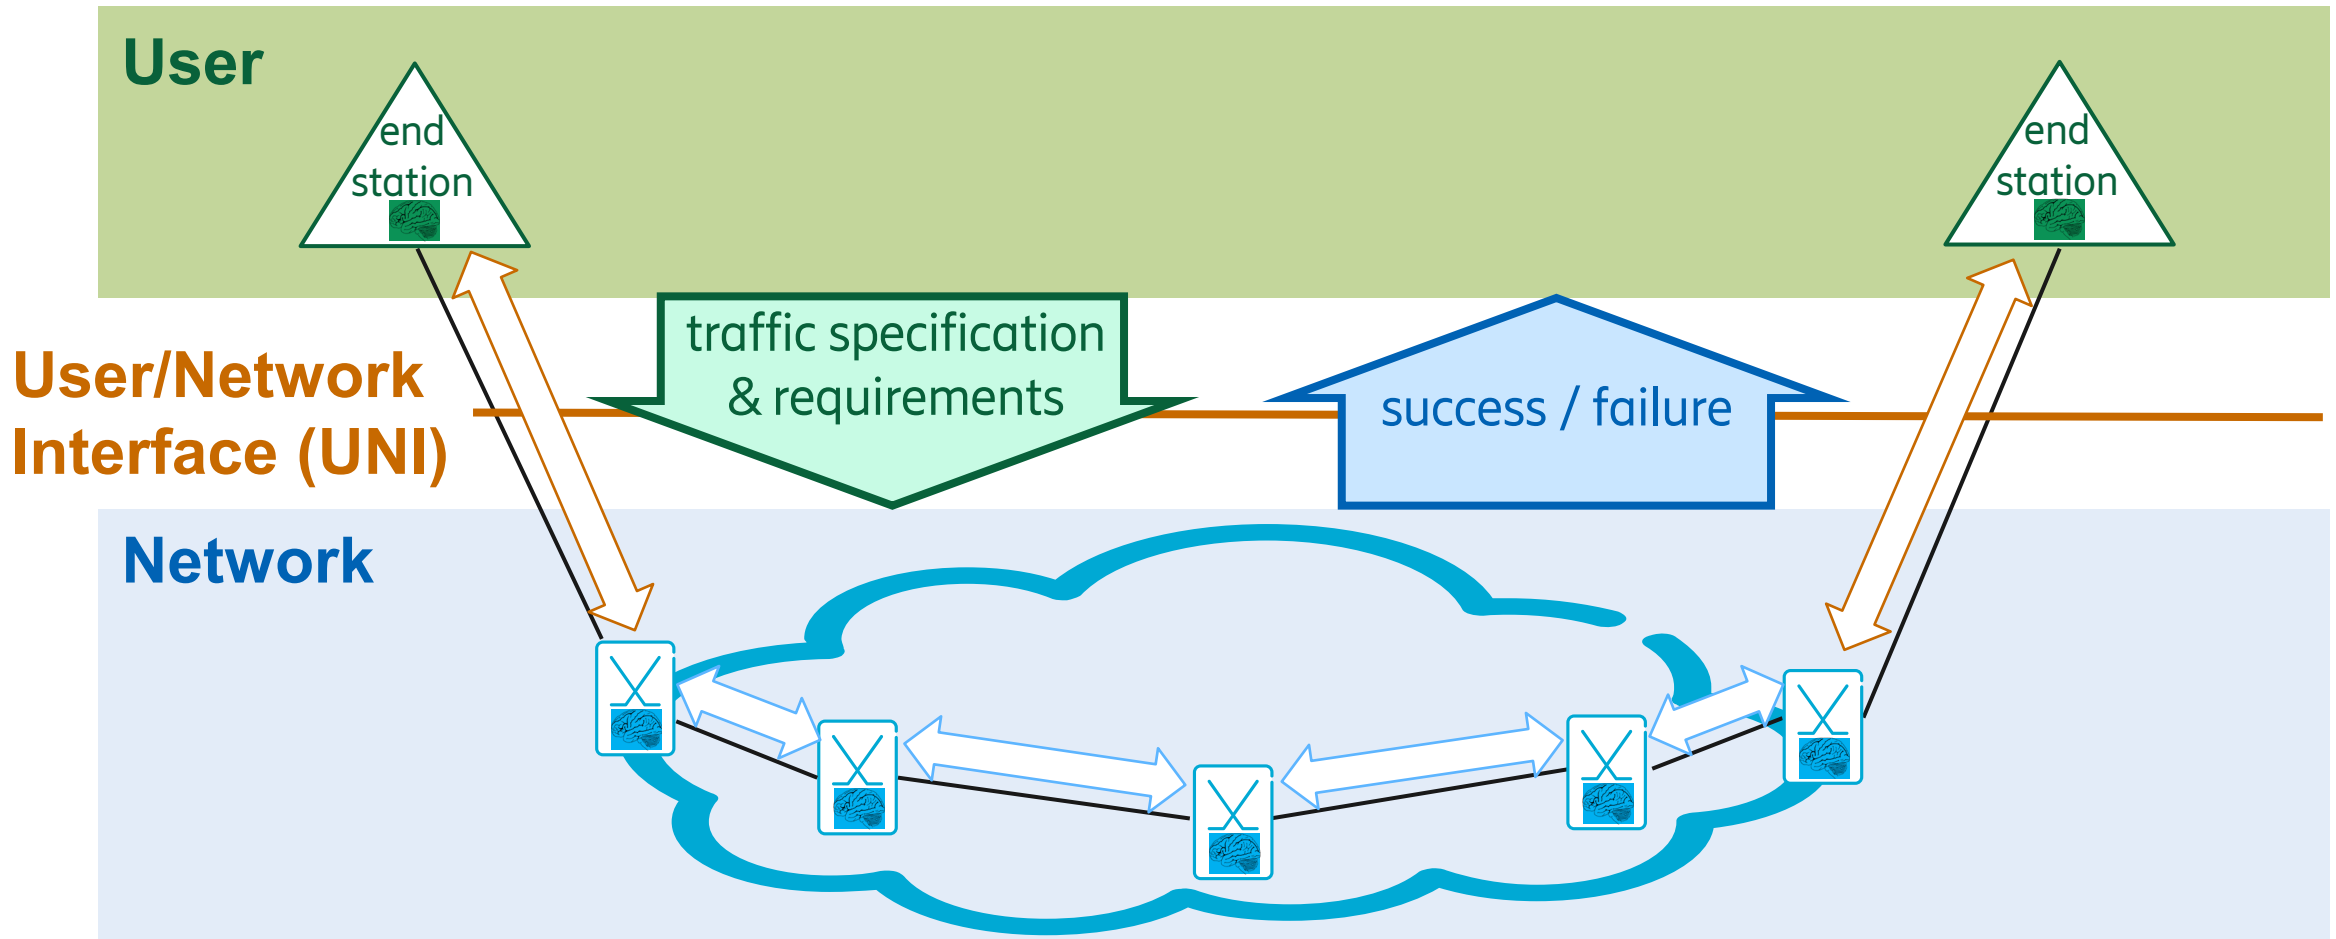 User
end
station
end
station
traffic specification
& requirements
User/Network
Interface (UNI)
success / failure
Network